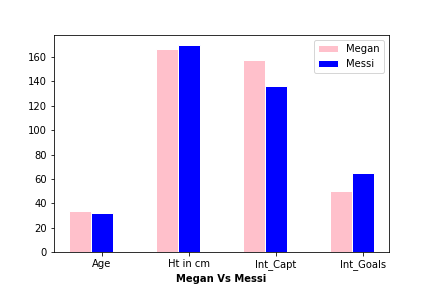 160
140
120
100
80
60
40
20
0
Megan
Messi
Age
Ht in cm
Int_Capt
Int_Goals
Megan Vs Messi